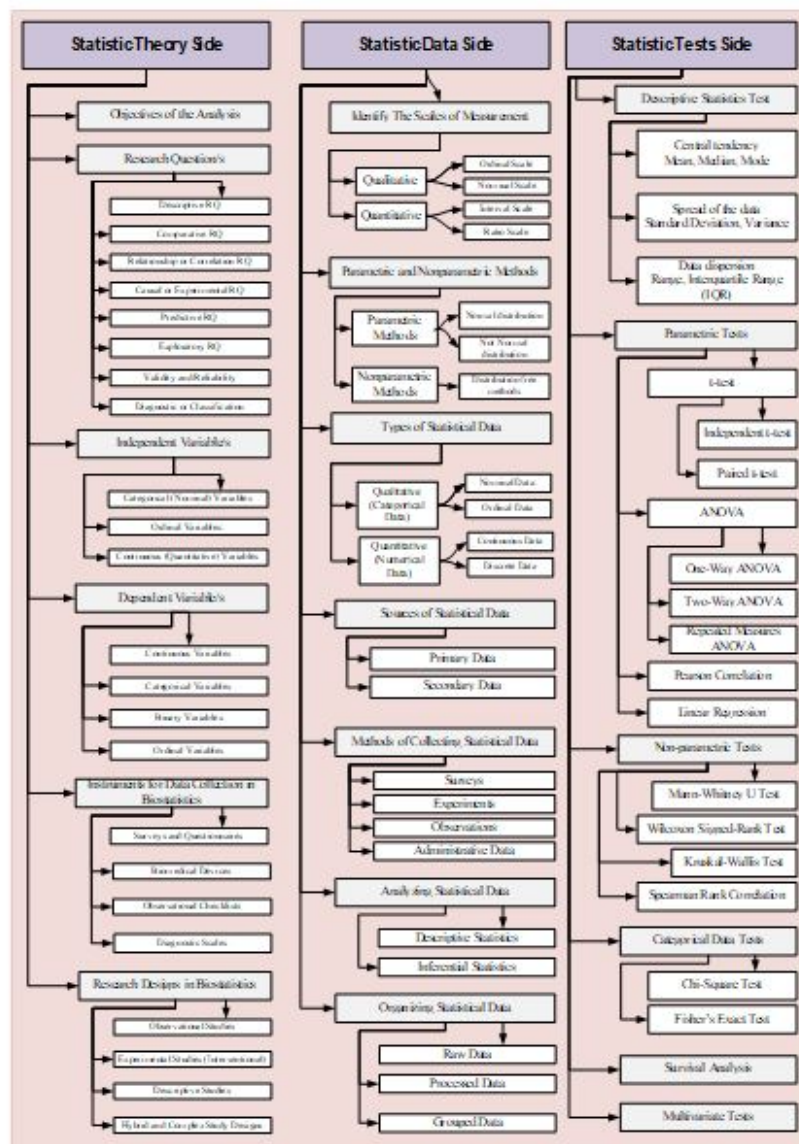 Statistic Theory Side
Objectives of the Analysis
Research Question/s
Descriptive RQ
Comparative RQ
Relationship or Correlation RQ
Causal or Experimental RQ
Predictive RQ
Exploratory RQ
Validity and Reliability
Diagnostic or Classification
Independent Variable/s
Categorical (Nominal) Variables
Ordinal Variables
Continuous (Quantitative) Variables
Dependent Variable/s
Continuous Variables
Categorical Variables
Binary Variables
Ordinal Variables
Instruments for Data Collection in
Biostatistics
Surveys and Questionnaires
Biomedical Devices
Observational Checklists
Diagnostic Scales
Research Designs in Biostatistics
Observational Studies
Experimental Studies (Interventional)
Descriptive Studies
Hybrid and Complex Study Designs
Statistic Data Side
Identify The Scales of Measurement
Qualitative
Ordinal Scale
Nominal Scale
Quantitative
Interval Scale
Ratio Scale
Parametric and Nonparametric Methods
Parametric
Methods
Normal distribution
Not Normal
distribution
Nonparametric
Methods
Distribution-free
methods
Types of Statistical Data
Qualitative
(Categorical
Data)
Nominal Data
Ordinal Data
Quantitative
(Numerical
Data)
Continuous Data
Discrete Data
Sources of Statistical Data
Primary Data
Secondary Data
Methods of Collecting Statistical Data
Surveys
Experiments
Observations
Administrative Data
Analyzing Statistical Data
Descriptive Statistics
Inferential Statistics
Organizing Statistical Data
Raw Data
Processed Data
Grouped Data
Statistic Tests Side
Descriptive Statistics Test
Central tendency
Mean, Median, Mode
Spread of the data
Standard Deviation, Variance
Data dispersion
Range, Interquartile Range
(IQR)
Parametric Tests
t-test
Independent t-test
Paired t-test
ANOVA
One-Way ANOVA
Two-Way ANOVA
Repeated Measures
ANOVA
Pearson Correlation
Linear Regression
Non-parametric Tests
Mann-Whitney U Test
Wilcoxon Signed-Rank Test
Kruskal-Wallis Test
Spearman Rank Correlation
Categorical Data Tests
Chi-Square Test
Fisher's Exact Test
Survival Analysis
Multivariate Tests